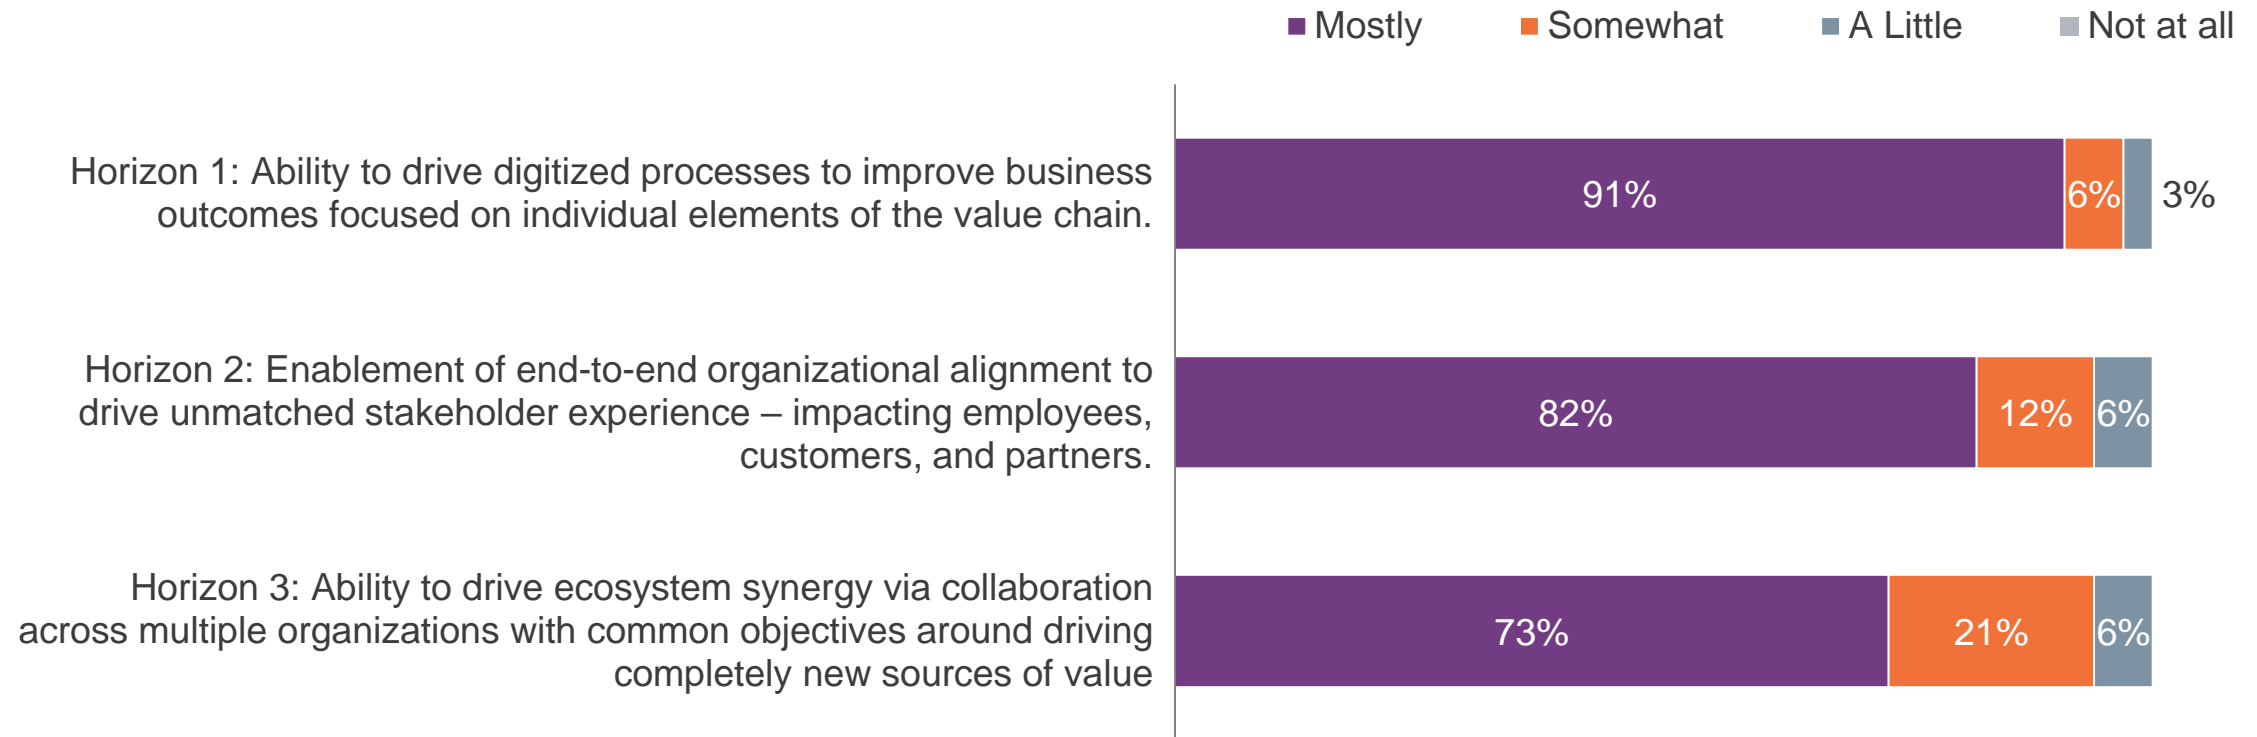 Mostly Somewhat A Little Not at all
Horizon 1: Ability to drive digitized processes to improve business
outcomes focused on individual elements of the value chain.
91% 6% 3%
Horizon 2: Enablement of end-to-end organizational alignment to
drive unmatched stakeholder experience – impacting employees,
customers, and partners.
82% 12% 6%
Horizon 3: Ability to drive ecosystem synergy via collaboration
across multiple organizations with common objectives around driving
completely new sources of value
73% 21% 6%